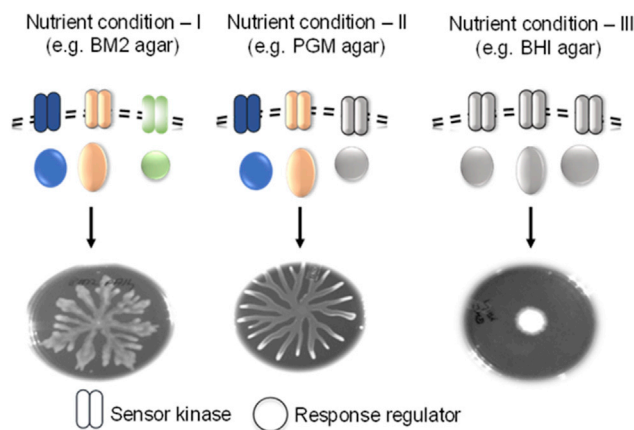 Nutrient condition – I
(e.g. BM2 agar)
Nutrient condition – II
(e.g. PGM agar)
Nutrient condition – III
(e.g. BHI agar)
Sensor kinase
Response regulator